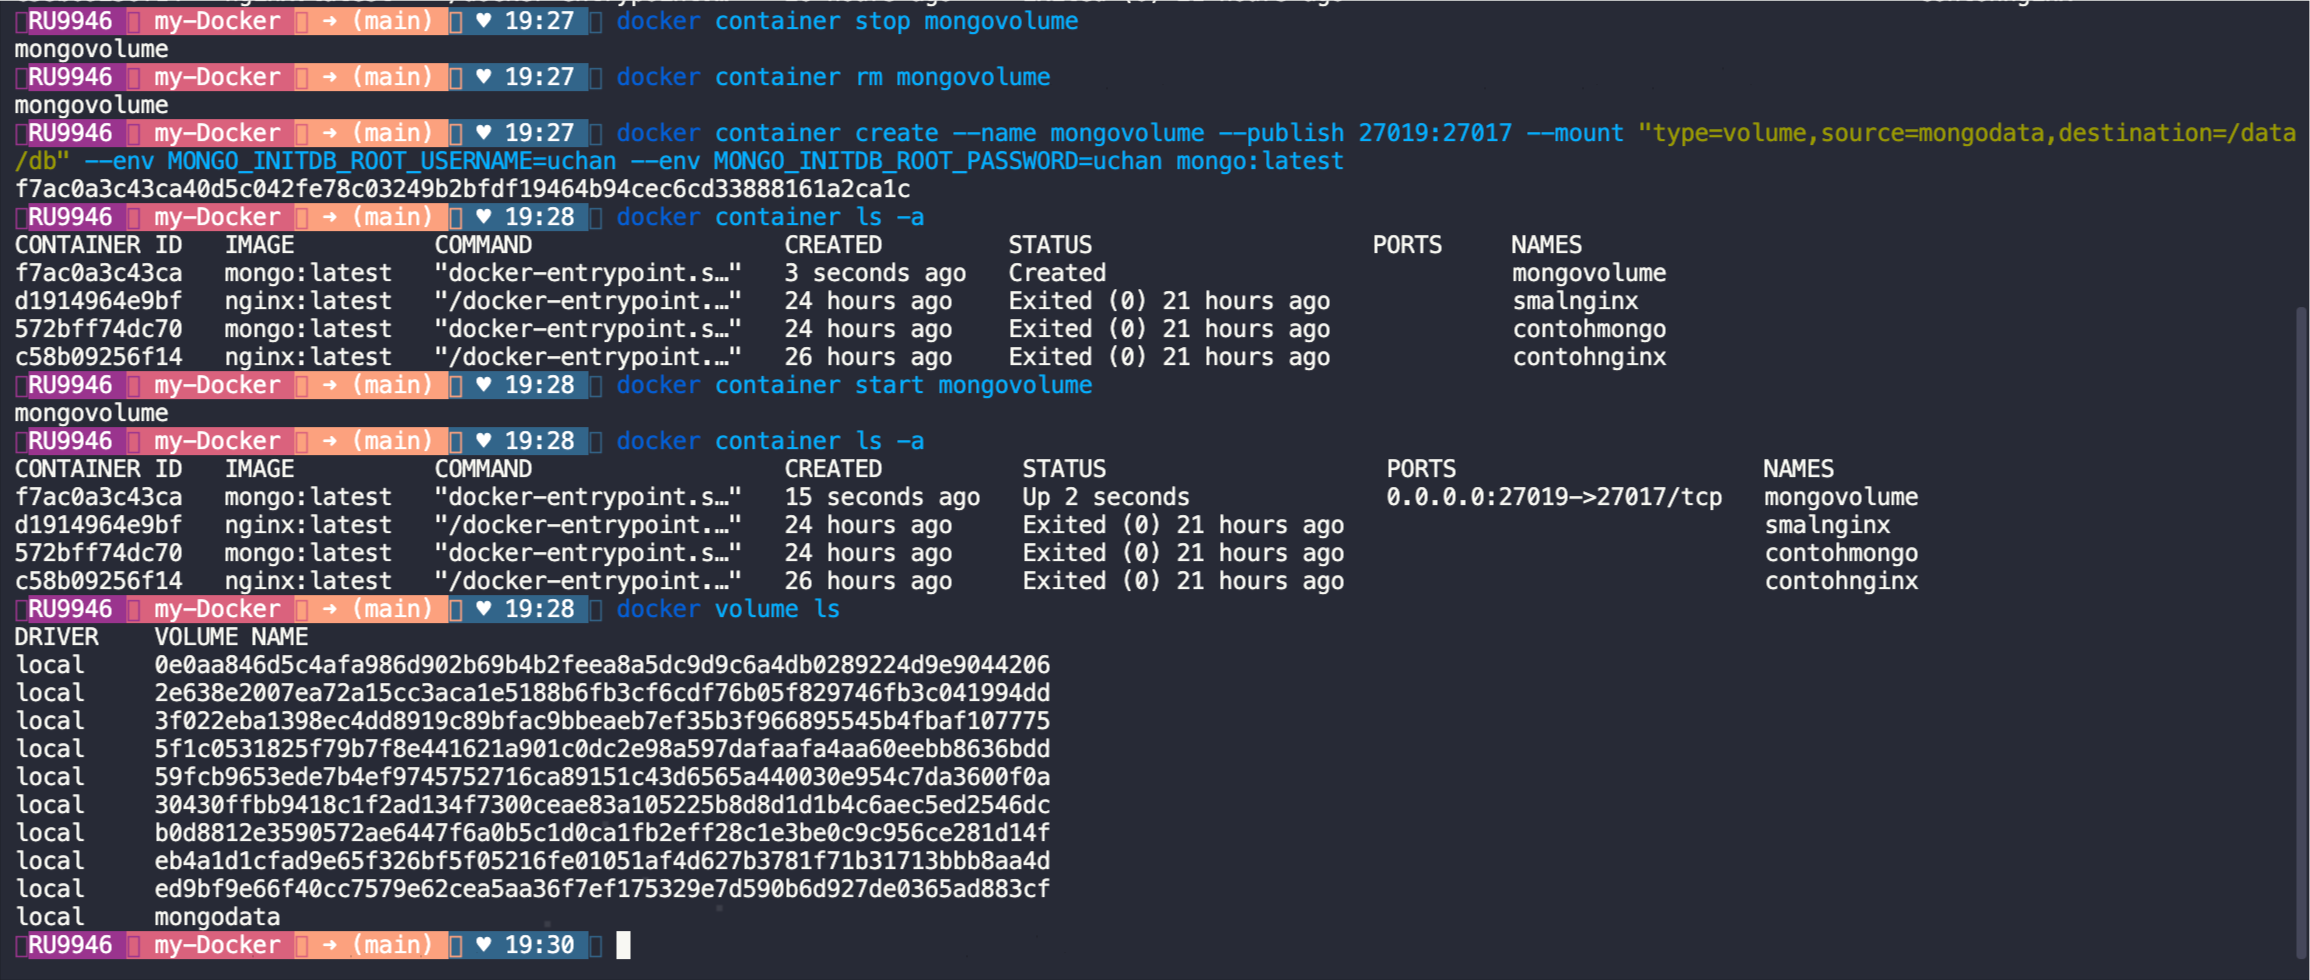 RU9946 my-Docker ➜ (main) ♥ 19:27 docker container stop mongovolume
mongovolume
RU9946 my-Docker ➜ (main) ♥ 19:27 docker container rm mongovolume
mongovolume
RU9946 my-Docker ➜ (main) ♥ 19:27 docker container create --name mongovolume --publish 27019:27017 --mount "type=volume,source=mongodata,destination=/data
/db" --env MONGO_INITDB_ROOT_USERNAME=uchan --env MONGO_INITDB_ROOT_PASSWORD=uchan mongo:latest
f7ac0a3c43ca40d5c042fe78c03249b2bfdf19464b94cec6cd33888161a2ca1c
RU9946 my-Docker ➜ (main) ♥ 19:28 docker container ls -a
CONTAINER ID IMAGE COMMAND CREATED STATUS PORTS NAMES
f7ac0a3c43ca mongo:latest "docker-entrypoint.s…" 3 seconds ago Created mongovolume
d1914964e9bf nginx:latest "/docker-entrypoint.…" 24 hours ago Exited (0) 21 hours ago smalnginx
572bff74dc70 mongo:latest "docker-entrypoint.s…" 24 hours ago Exited (0) 21 hours ago contohmongo
c58b09256f14 nginx:latest "/docker-entrypoint.…" 26 hours ago Exited (0) 21 hours ago contohnginx
RU9946 my-Docker ➜ (main) ♥ 19:28 docker container start mongovolume
mongovolume
RU9946 my-Docker ➜ (main) ♥ 19:28 docker container ls -a
CONTAINER ID IMAGE COMMAND CREATED STATUS PORTS NAMES
f7ac0a3c43ca mongo:latest "docker-entrypoint.s…" 15 seconds ago Up 2 seconds 0.0.0.0:27019->27017/tcp mongovolume
d1914964e9bf nginx:latest "/docker-entrypoint.…" 24 hours ago Exited (0) 21 hours ago smalnginx
572bff74dc70 mongo:latest "docker-entrypoint.s…" 24 hours ago Exited (0) 21 hours ago contohmongo
c58b09256f14 nginx:latest "/docker-entrypoint.…" 26 hours ago Exited (0) 21 hours ago contohnginx
RU9946 my-Docker ➜ (main) ♥ 19:28 docker volume ls
DRIVER VOLUME NAME
local 0e0aa846d5c4afa986d902b69b4b2feea8a5dc9d9c6a4db0289224d9e9044206
local 2e638e2007ea72a15cc3aca1e5188b6fb3cf6cdf76b05f829746fb3c041994dd
local 3f022eba1398ec4dd8919c89bfac9bbeaeb7ef35b3f966895545b4fbaf107775
local 5f1c0531825f79b7f8e441621a901c0dc2e98a597dafaafa4aa60eebb8636bdd
local 59fcb9653ede7b4ef9745752716ca89151c43d6565a440030e954c7da3600f0a
local 30430ffbb9418c1f2ad134f7300ceae83a105225b8d8d1d1b4c6aec5ed2546dc
local b0d8812e3590572ae6447f6a0b5c1d0ca1fb2eff28c1e3be0c9c956ce281d14f
local eb4a1d1cfad9e65f326bf5f05216fe01051af4d627b3781f71b31713bbb8aa4d
local ed9bf9e66f40cc7579e62cea5aa36f7ef175329e7d590b6d927de0365ad883cf
local mongodata
RU9946 my-Docker ➜ (main) ♥ 19:30